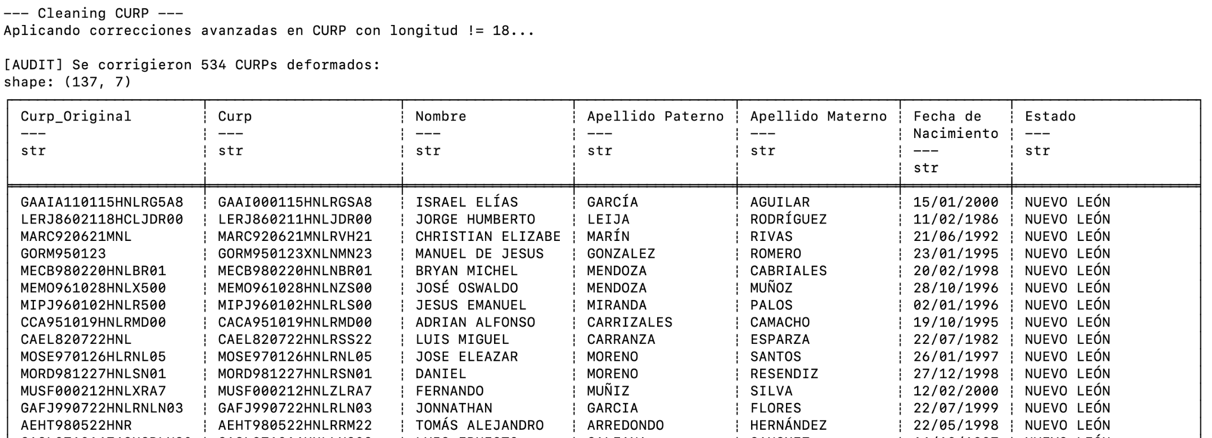 --- Cleaning CURP ---
Aplicando correcciones avanzadas en CURP con longitud != 18...
[AUDIT] Se corrigieron 534 CURPs deformados:
shape: (137, 7)
Curp_Original Curp Nombre Apellido Paterno Apellido Materno Fecha de Estado
--- --- --- --- --- Nacimiento ---
str str str str str --- str
str
GAAIA110115HNLRG5A8 GAAI000115HNLRGSA8 ISRAEL ELÍAS GARCÍA AGUILAR 15/01/2000 NUEVO LEÓN
LERJ8602118HCLJDR00 LERJ860211HNLJDR00 JORGE HUMBERTO LEIJA RODRÍGUEZ 11/02/1986 NUEVO LEÓN
MARC920621MNL MARC920621MNLRVH21 CHRISTIAN ELIZABE MARÍN RIVAS 21/06/1992 NUEVO LEÓN
GORM950123 GORM950123XNLNMN23 MANUEL DE JESUS GONZALEZ ROMERO 23/01/1995 NUEVO LEÓN
MECB980220HNLBR01 MECB980220HNLNBR01 BRYAN MICHEL MENDOZA CABRIALES 20/02/1998 NUEVO LEÓN
MEMO961028HNLX500 MEMO961028HNLNZS00 JOSÉ OSWALDO MENDOZA MUÑOZ 28/10/1996 NUEVO LEÓN
MIPJ960102HNLR500 MIPJ960102HNLRLS00 JESUS EMANUEL MIRANDA PALOS 02/01/1996 NUEVO LEÓN
CCA951019HNLRMD00 CACA951019HNLRMD00 ADRIAN ALFONSO CARRIZALES CAMACHO 19/10/1995 NUEVO LEÓN
CAEL820722HNL CAEL820722HNLRSS22 LUIS MIGUEL CARRANZA ESPARZA 22/07/1982 NUEVO LEÓN
MOSE970126HLRNL05 MOSE970126HNLRNL05 JOSE ELEAZAR MORENO SANTOS 26/01/1997 NUEVO LEÓN
MORD981227HNLSN01 MORD981227HNLRSN01 DANIEL MORENO RESENDIZ 27/12/1998 NUEVO LEÓN
MUSF000212HNLXRA7 MUSF000212HNLZLRA7 FERNANDO MUÑIZ SILVA 12/02/2000 NUEVO LEÓN
GAFJ990722HNLRNLN03 GAFJ990722HNLRLN03 JONNATHAN GARCIA FLORES 22/07/1999 NUEVO LEÓN
AEHT980522HNR AEHT980522HNLRRM22 TOMÁS ALEJANDRO ARREDONDO HERNÁNDEZ 22/05/1998 NUEVO LEÓN